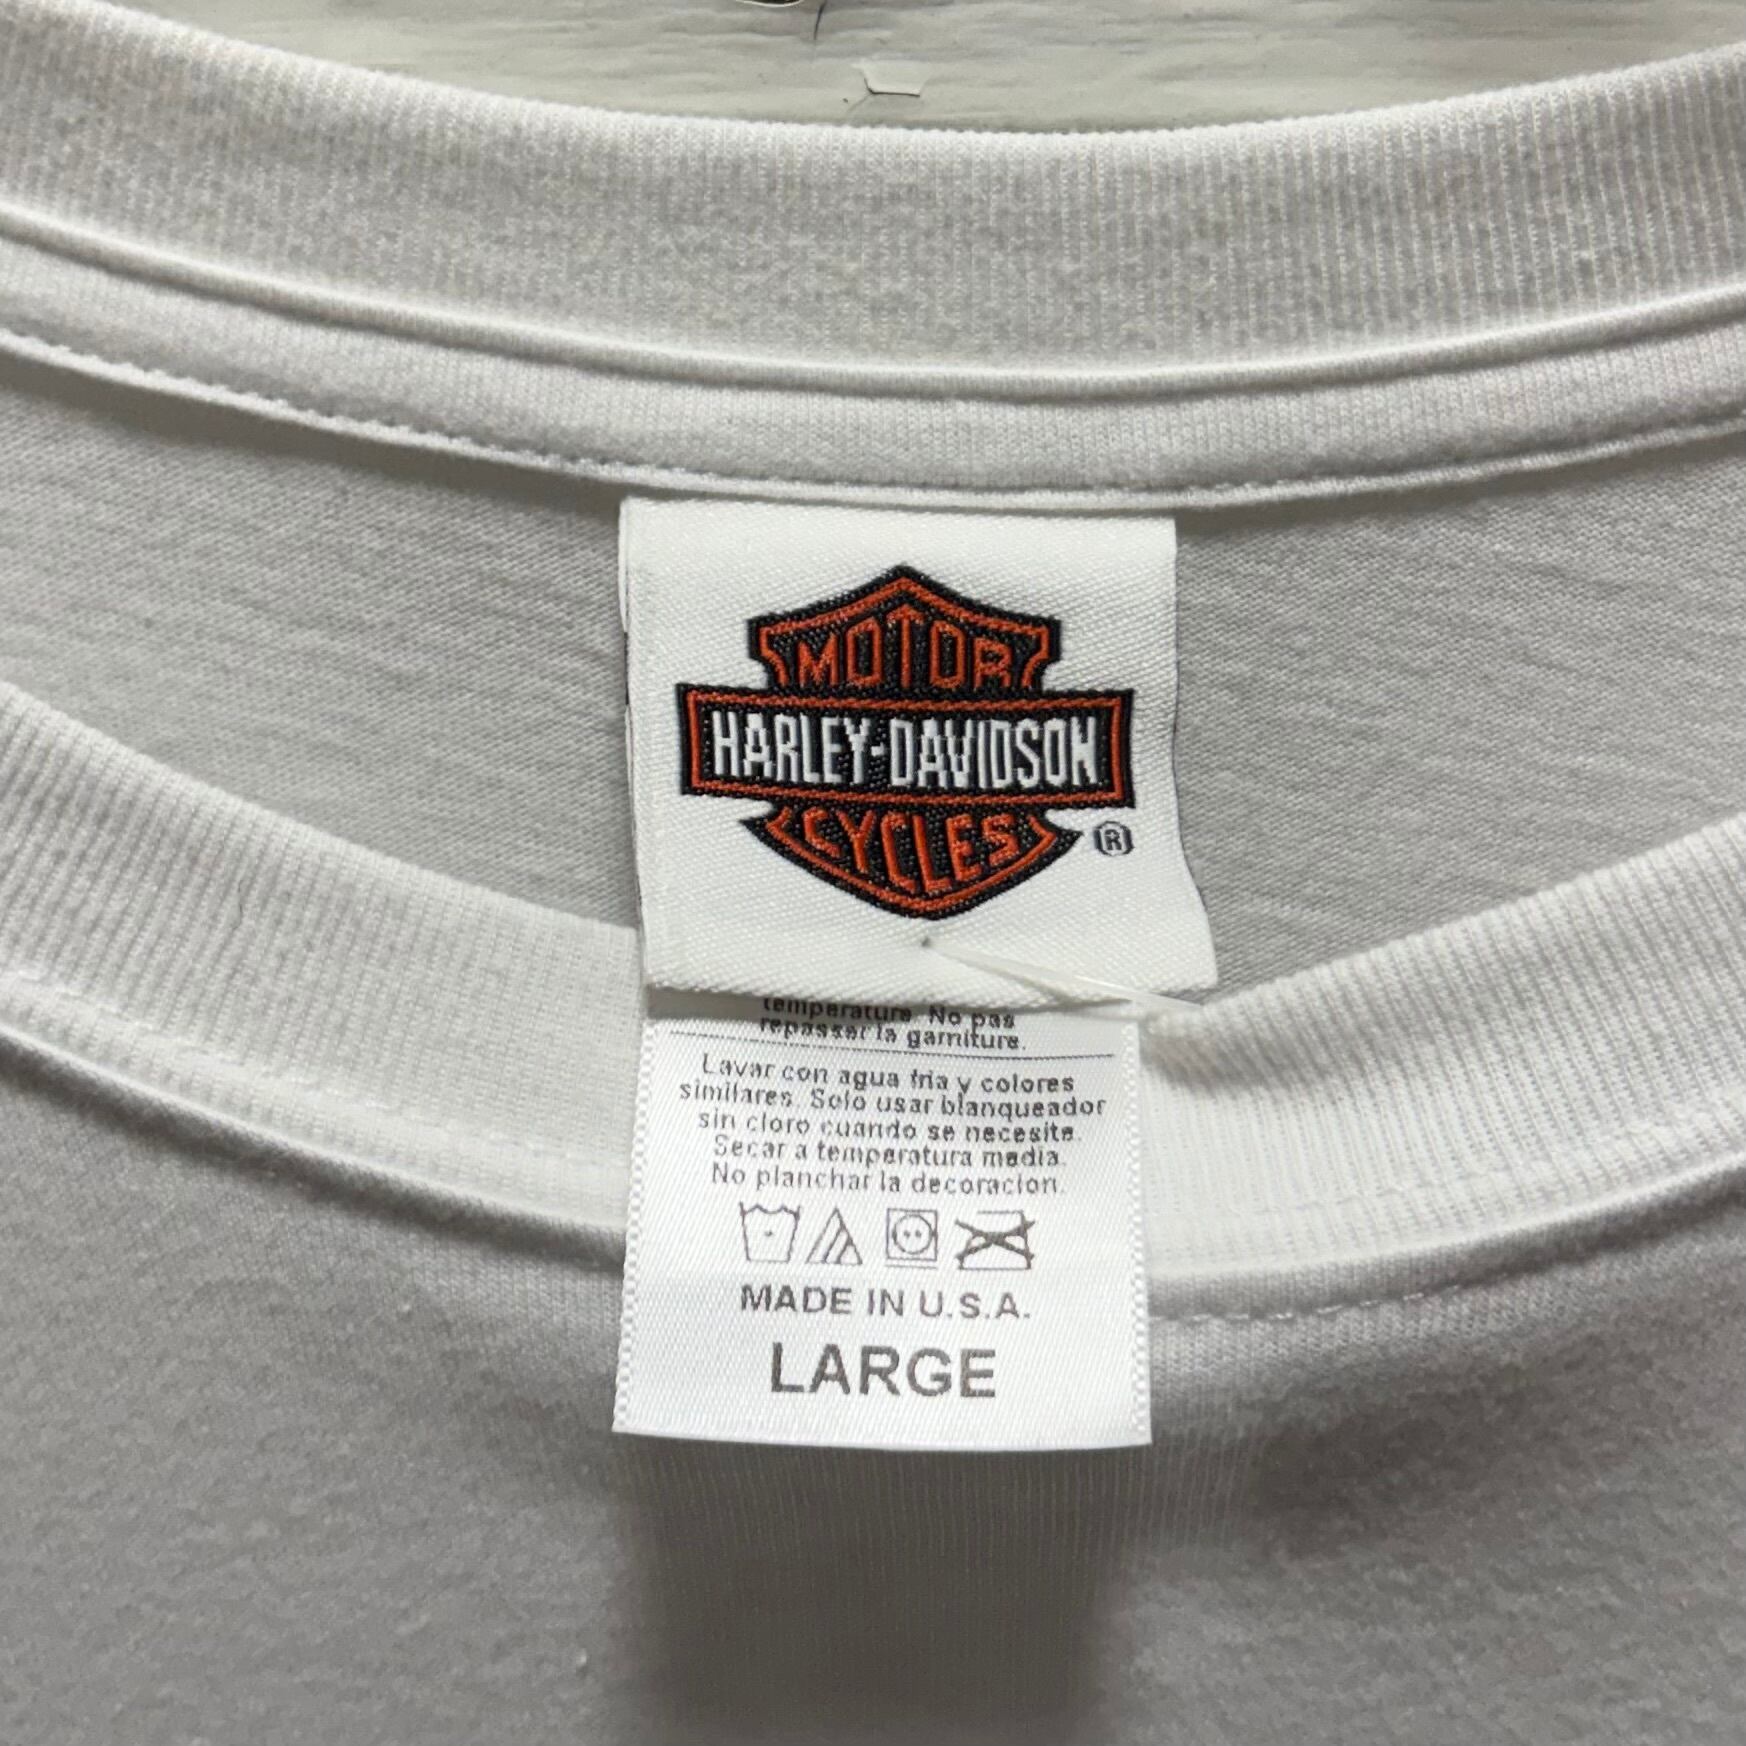 MOTOR
HARLEY-DAVIDSON
CYCLES
®
temperature. No pas
repasser la garniture.
Lavar con agua fria y colores
similares. Solo usar blanqueador
sin cloro cuando se necesite.
Secar a temperatura media.
No planchar la decoracion.
MADE IN U.S.A.
LARGE